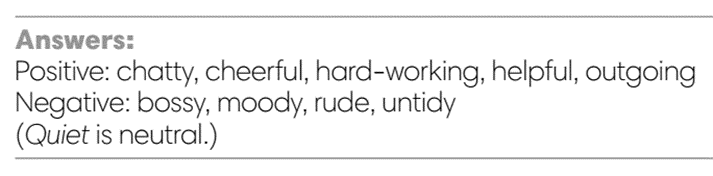 Answers:
Positive: chatty, cheerful, hard-working, helpful, outgoing
Negative: bossy, moody, rude, untidy
(Quiet is neutral.)